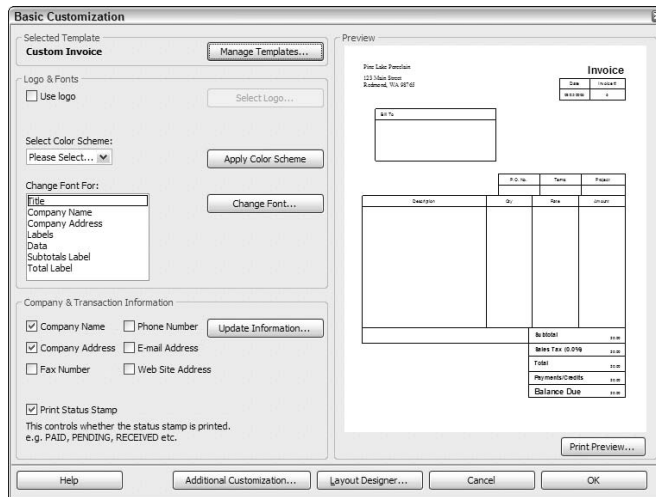 Basic Customization
Selected Template
Custom Invoice
Manage Templates...
Logo & Fonts
Use logo
Select Logo...
Select Color Scheme:
Please Select...
Apply Color Scheme
Change Font For:
Title
Company Name
Company Address
Labels
Data
Subtotals Label
Total Label
Change Font...
Company & Transaction Information
Company Name
Phone Number
Update Information...
Company Address
E-mail Address
Fax Number
Web Site Address
Print Status Stamp
This controls whether the status stamp is printed.
e.g. PAID, PENDING, RECEIVED etc.
Preview
Pine Lake Porcelain
123 Main Street
Redmond, WA 98765
Invoice
Date
Invoice #
Bill To
P.O. No.
Terms
Project
Description
Qty
Rate
Amount
Subtotal
Sales Tax (0.0%)
Total
Payments/Credits
Balance Due
Print Preview...
Help
Additional Customization...
Layout Designer...
Cancel
OK